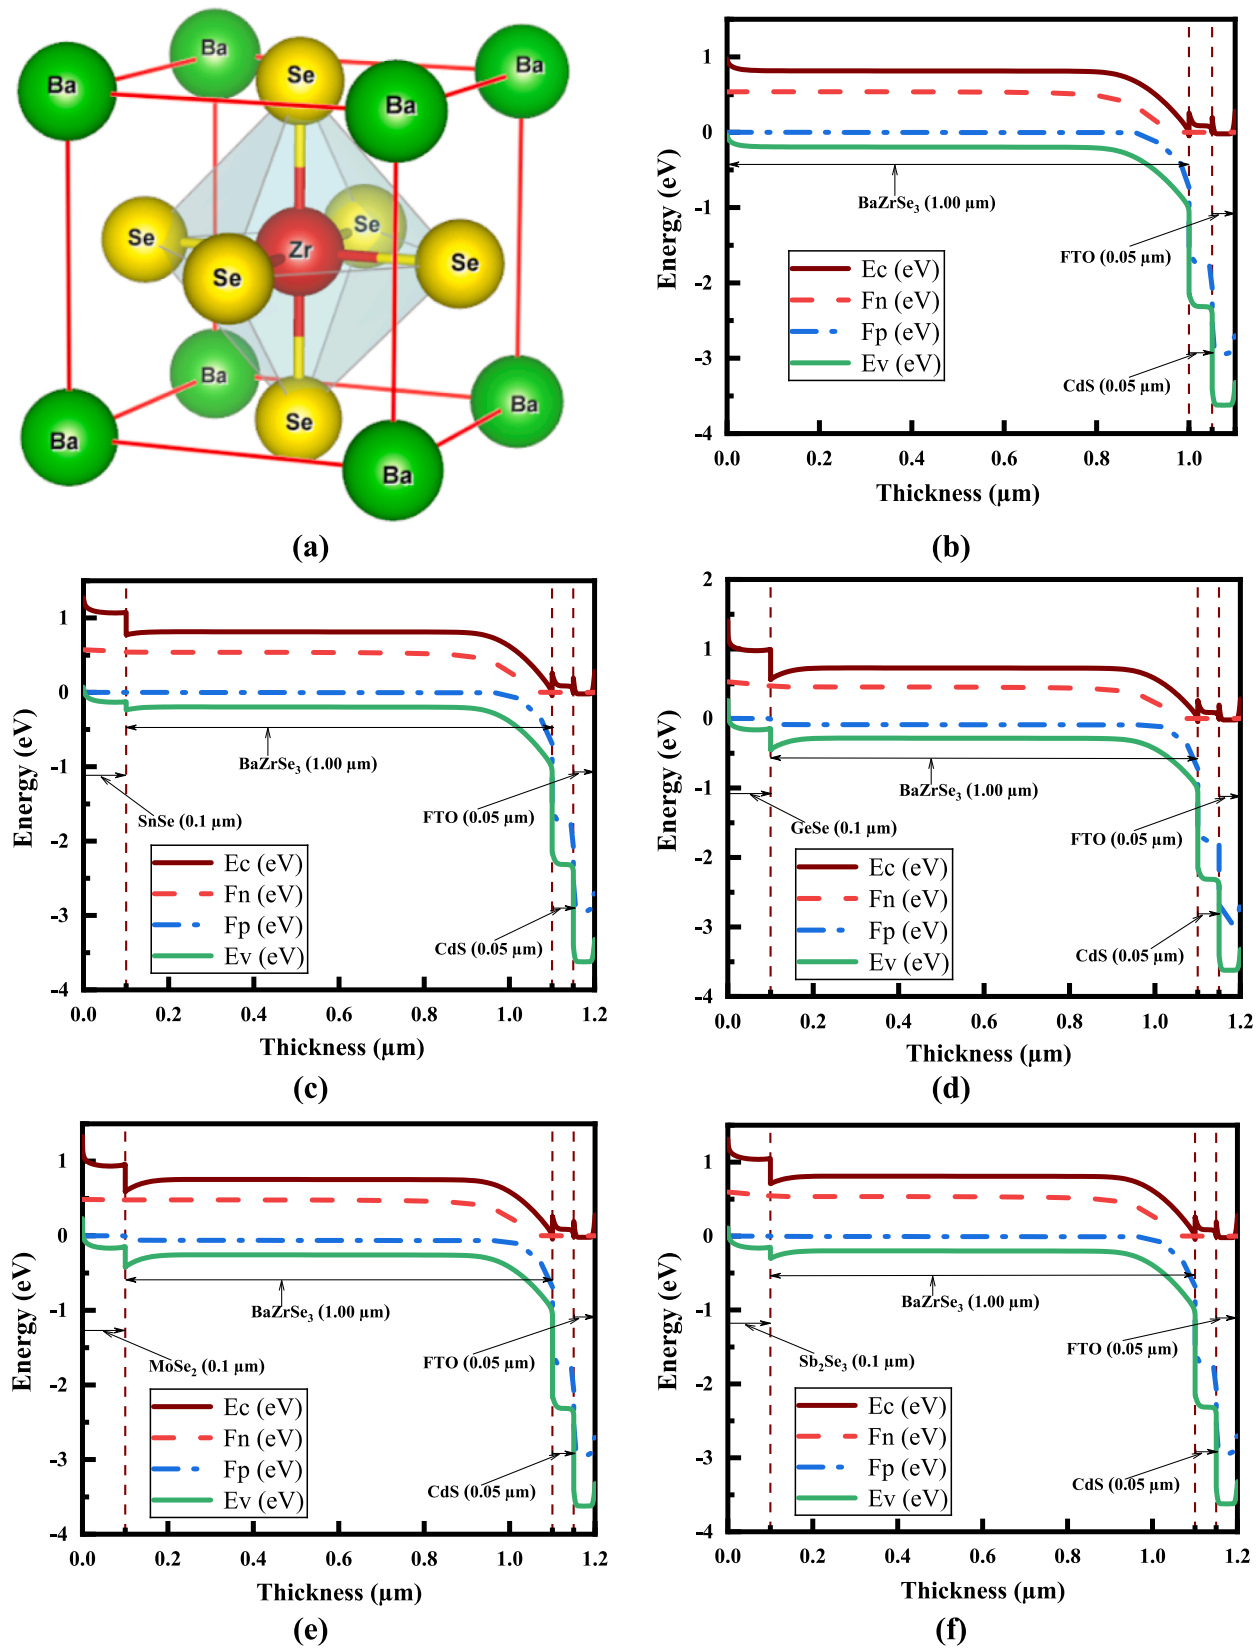 Ba
Ba
Ba
Ba
Se
Se
Se
Se
Se
Zr
Ba
Ba
Ba
Ba
Se
(a)
Energy (eV)
1
0
-1
-2
-3
-4
BaZrSe3 (1.00 µm)
FTO (0.05 µm)
CdS (0.05 µm)
Ec (eV)
Fn (eV)
Fp (eV)
Ev (eV)
0.0 0.2 0.4 0.6 0.8 1.0
Thickness (µm)
(b)
Energy (eV)
1
0
-1
-2
-3
-4
BaZrSe3 (1.00 µm)
SnSe (0.1 µm)
FTO (0.05 µm)
CdS (0.05 µm)
Ec (eV)
Fn (eV)
Fp (eV)
Ev (eV)
0.0 0.2 0.4 0.6 0.8 1.0 1.2
Thickness (µm)
(c)
Energy (eV)
2
1
0
-1
-2
-3
-4
BaZrSe3 (1.00 µm)
GeSe (0.1 µm)
FTO (0.05 µm)
CdS (0.05 µm)
Ec (eV)
Fn (eV)
Fp (eV)
Ev (eV)
0.0 0.2 0.4 0.6 0.8 1.0 1.2
Thickness (µm)
(d)
Energy (eV)
1
0
-1
-2
-3
-4
BaZrSe3 (1.00 µm)
MoSe2 (0.1 µm)
FTO (0.05 µm)
CdS (0.05 µm)
Ec (eV)
Fn (eV)
Fp (eV)
Ev (eV)
0.0 0.2 0.4 0.6 0.8 1.0 1.2
Thickness (µm)
(e)
Energy (eV)
1
0
-1
-2
-3
-4
BaZrSe3 (1.00 µm)
Sb2Se3 (0.1 µm)
FTO (0.05 µm)
CdS (0.05 µm)
Ec (eV)
Fn (eV)
Fp (eV)
Ev (eV)
0.0 0.2 0.4 0.6 0.8 1.0 1.2
Thickness (µm)
(f)